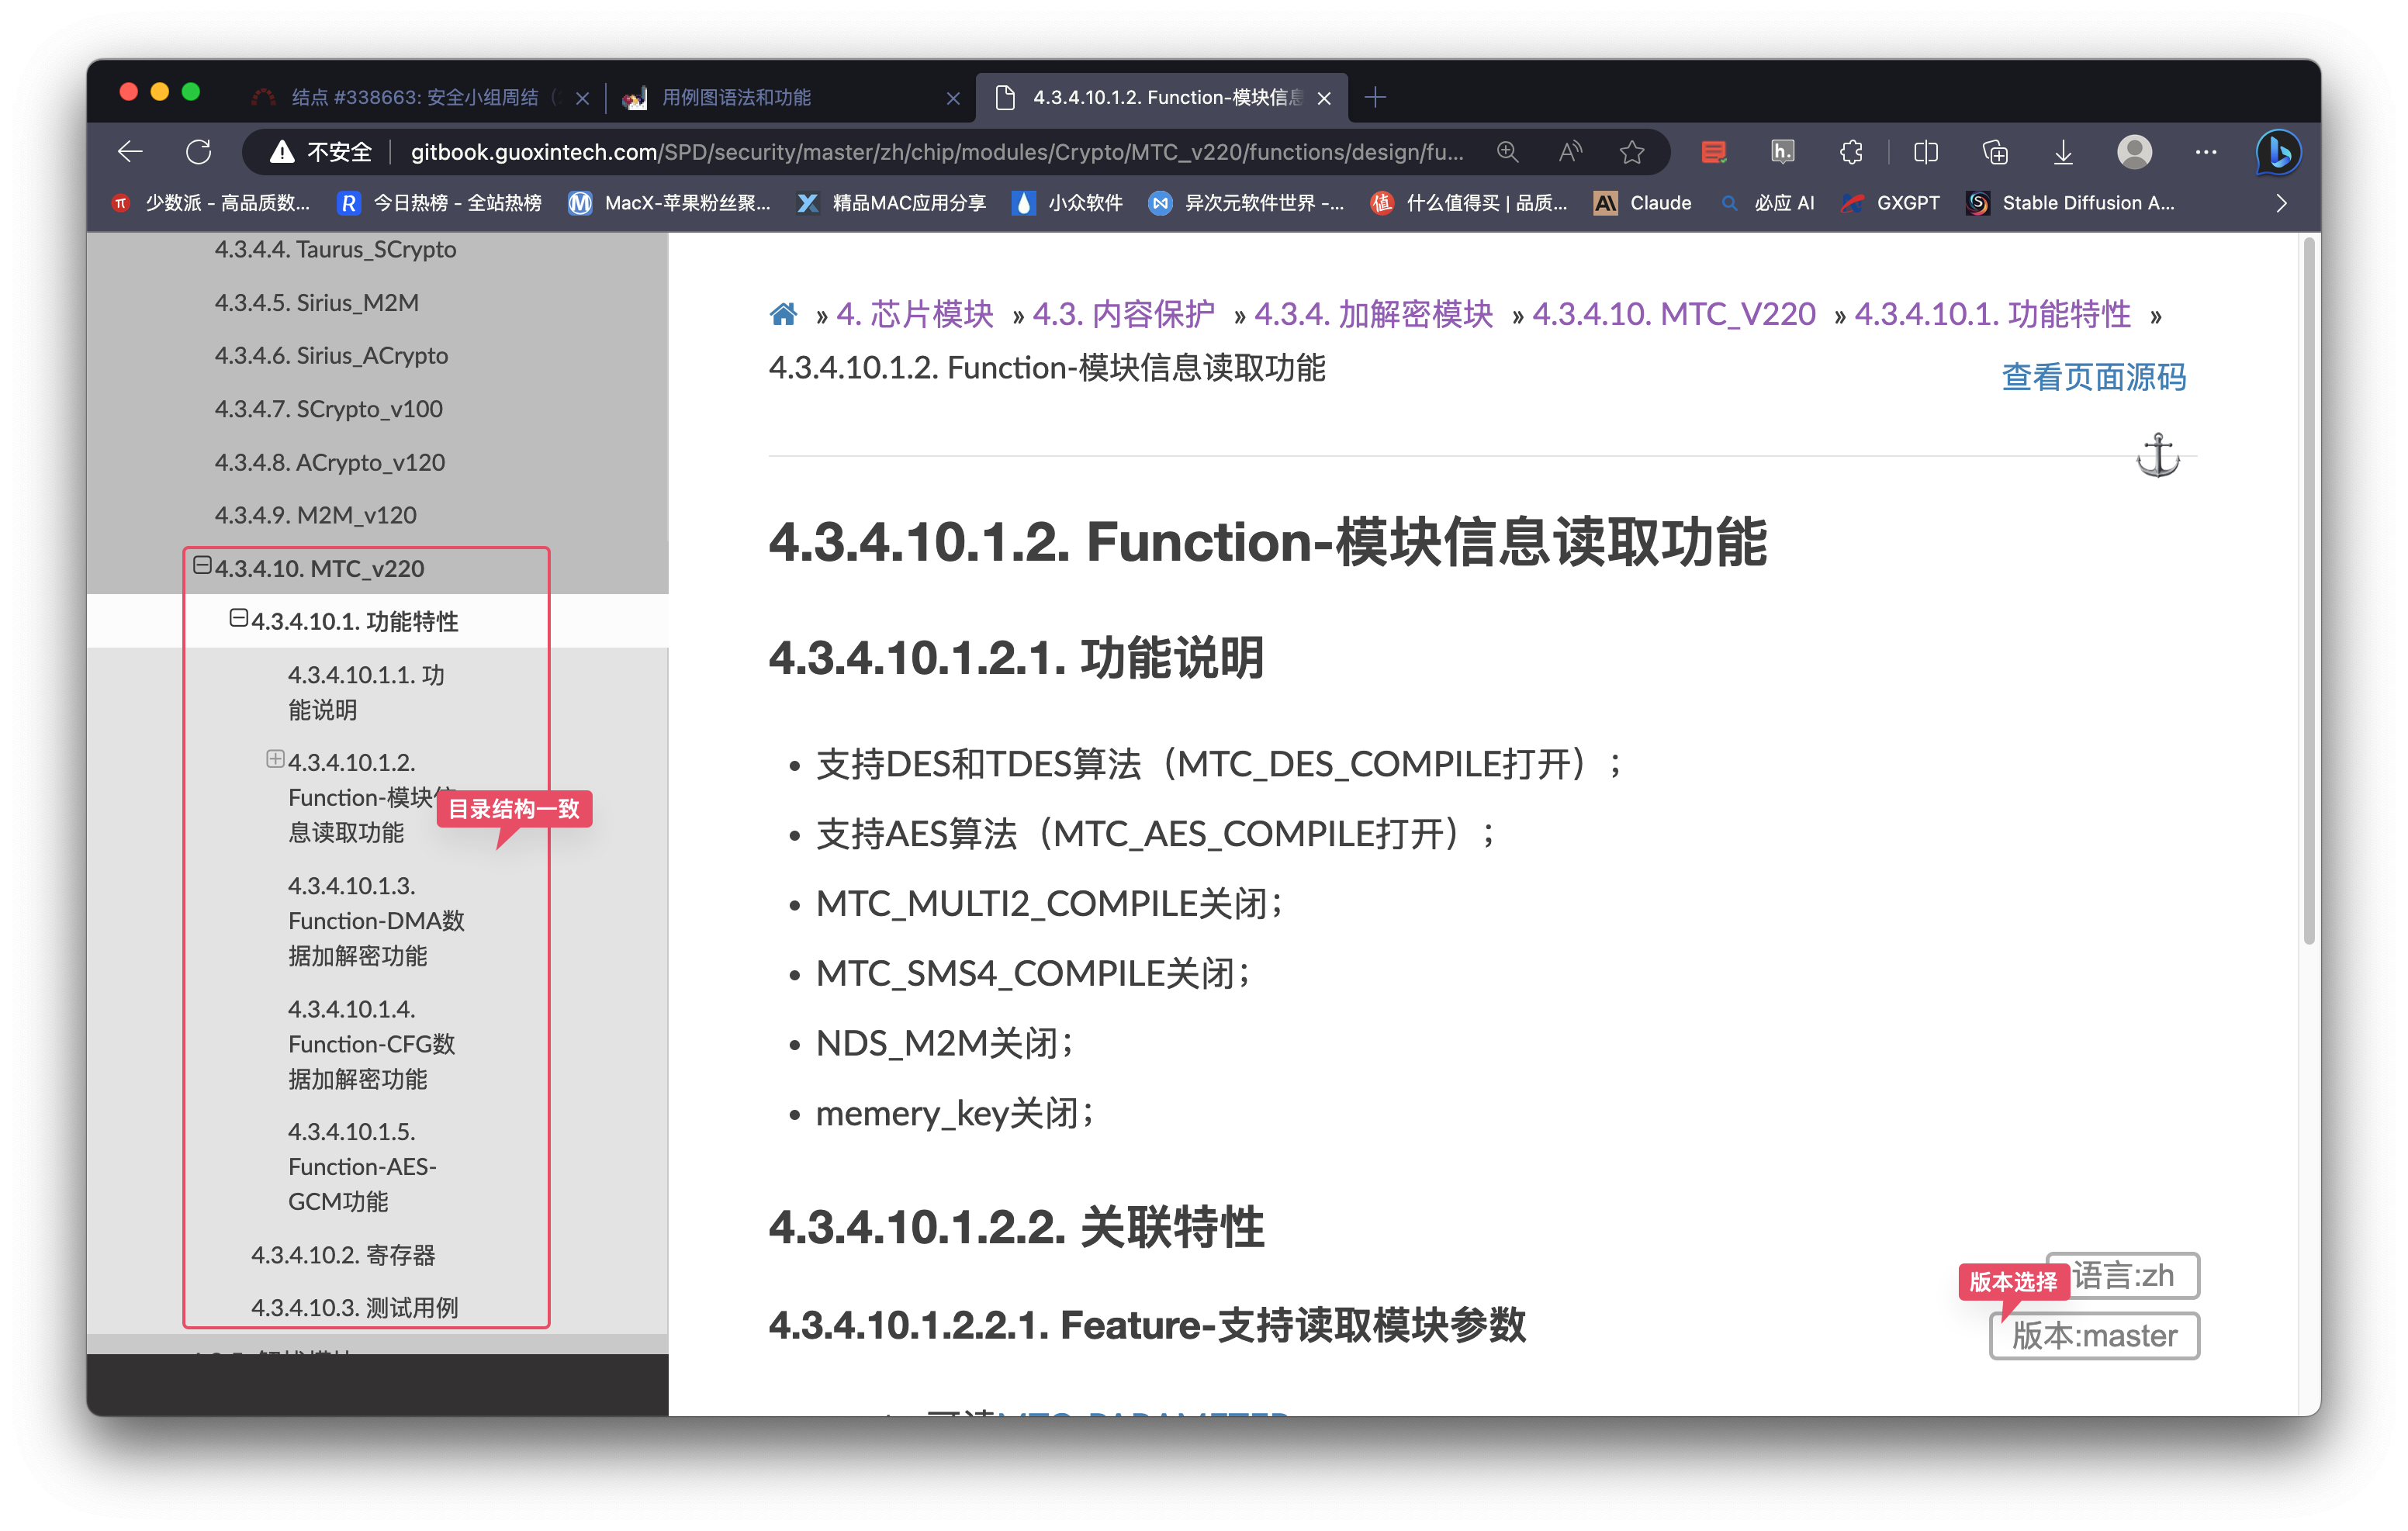 结点 #338663: 安全小组周结
用例图语法和功能
4.3.4.10.1.2. Function-模块信息
不安全
gitbook.guoxintech.com/SPD/security/master/zh/chip/modules/Crypto/MTC_v220/functions/design/fu...
少数派 - 高品质数...
今日热榜 - 全站热榜
MacX-苹果粉丝聚...
精品MAC应用分享
小众软件
异次元软件世界 -...
什么值得买 | 品质...
Claude
必应 AI
GXGPT
Stable Diffusion A...
4.3.4.4. Taurus_SCrypto
4.3.4.5. Sirius_M2M
4.3.4.6. Sirius_ACrypto
4.3.4.7. SCrypto_v100
4.3.4.8. ACrypto_v120
4.3.4.9. M2M_v120
4.3.4.10. MTC_v220
4.3.4.10.1. 功能特性
4.3.4.10.1.1. 功
能说明
4.3.4.10.1.2.
Function-模块信
息读取功能
目录结构一致
4.3.4.10.1.3.
Function-DMA数
据加解密功能
4.3.4.10.1.4.
Function-CFG数
据加解密功能
4.3.4.10.1.5.
Function-AES-
GCM功能
4.3.4.10.2. 寄存器
4.3.4.10.3. 测试用例
» 4. 芯片模块 » 4.3. 内容保护 » 4.3.4. 加解密模块 » 4.3.4.10. MTC_V220 » 4.3.4.10.1. 功能特性 »
4.3.4.10.1.2. Function-模块信息读取功能
查看页面源码
4.3.4.10.1.2. Function-模块信息读取功能
4.3.4.10.1.2.1. 功能说明
• 支持DES和TDES算法（MTC_DES_COMPILE打开）；
• 支持AES算法（MTC_AES_COMPILE打开）；
• MTC_MULTI2_COMPILE关闭；
• MTC_SMS4_COMPILE关闭；
• NDS_M2M关闭；
• memery_key关闭；
4.3.4.10.1.2.2. 关联特性
4.3.4.10.1.2.2.1. Feature-支持读取模块参数
语言:zh
版本选择
版本:master